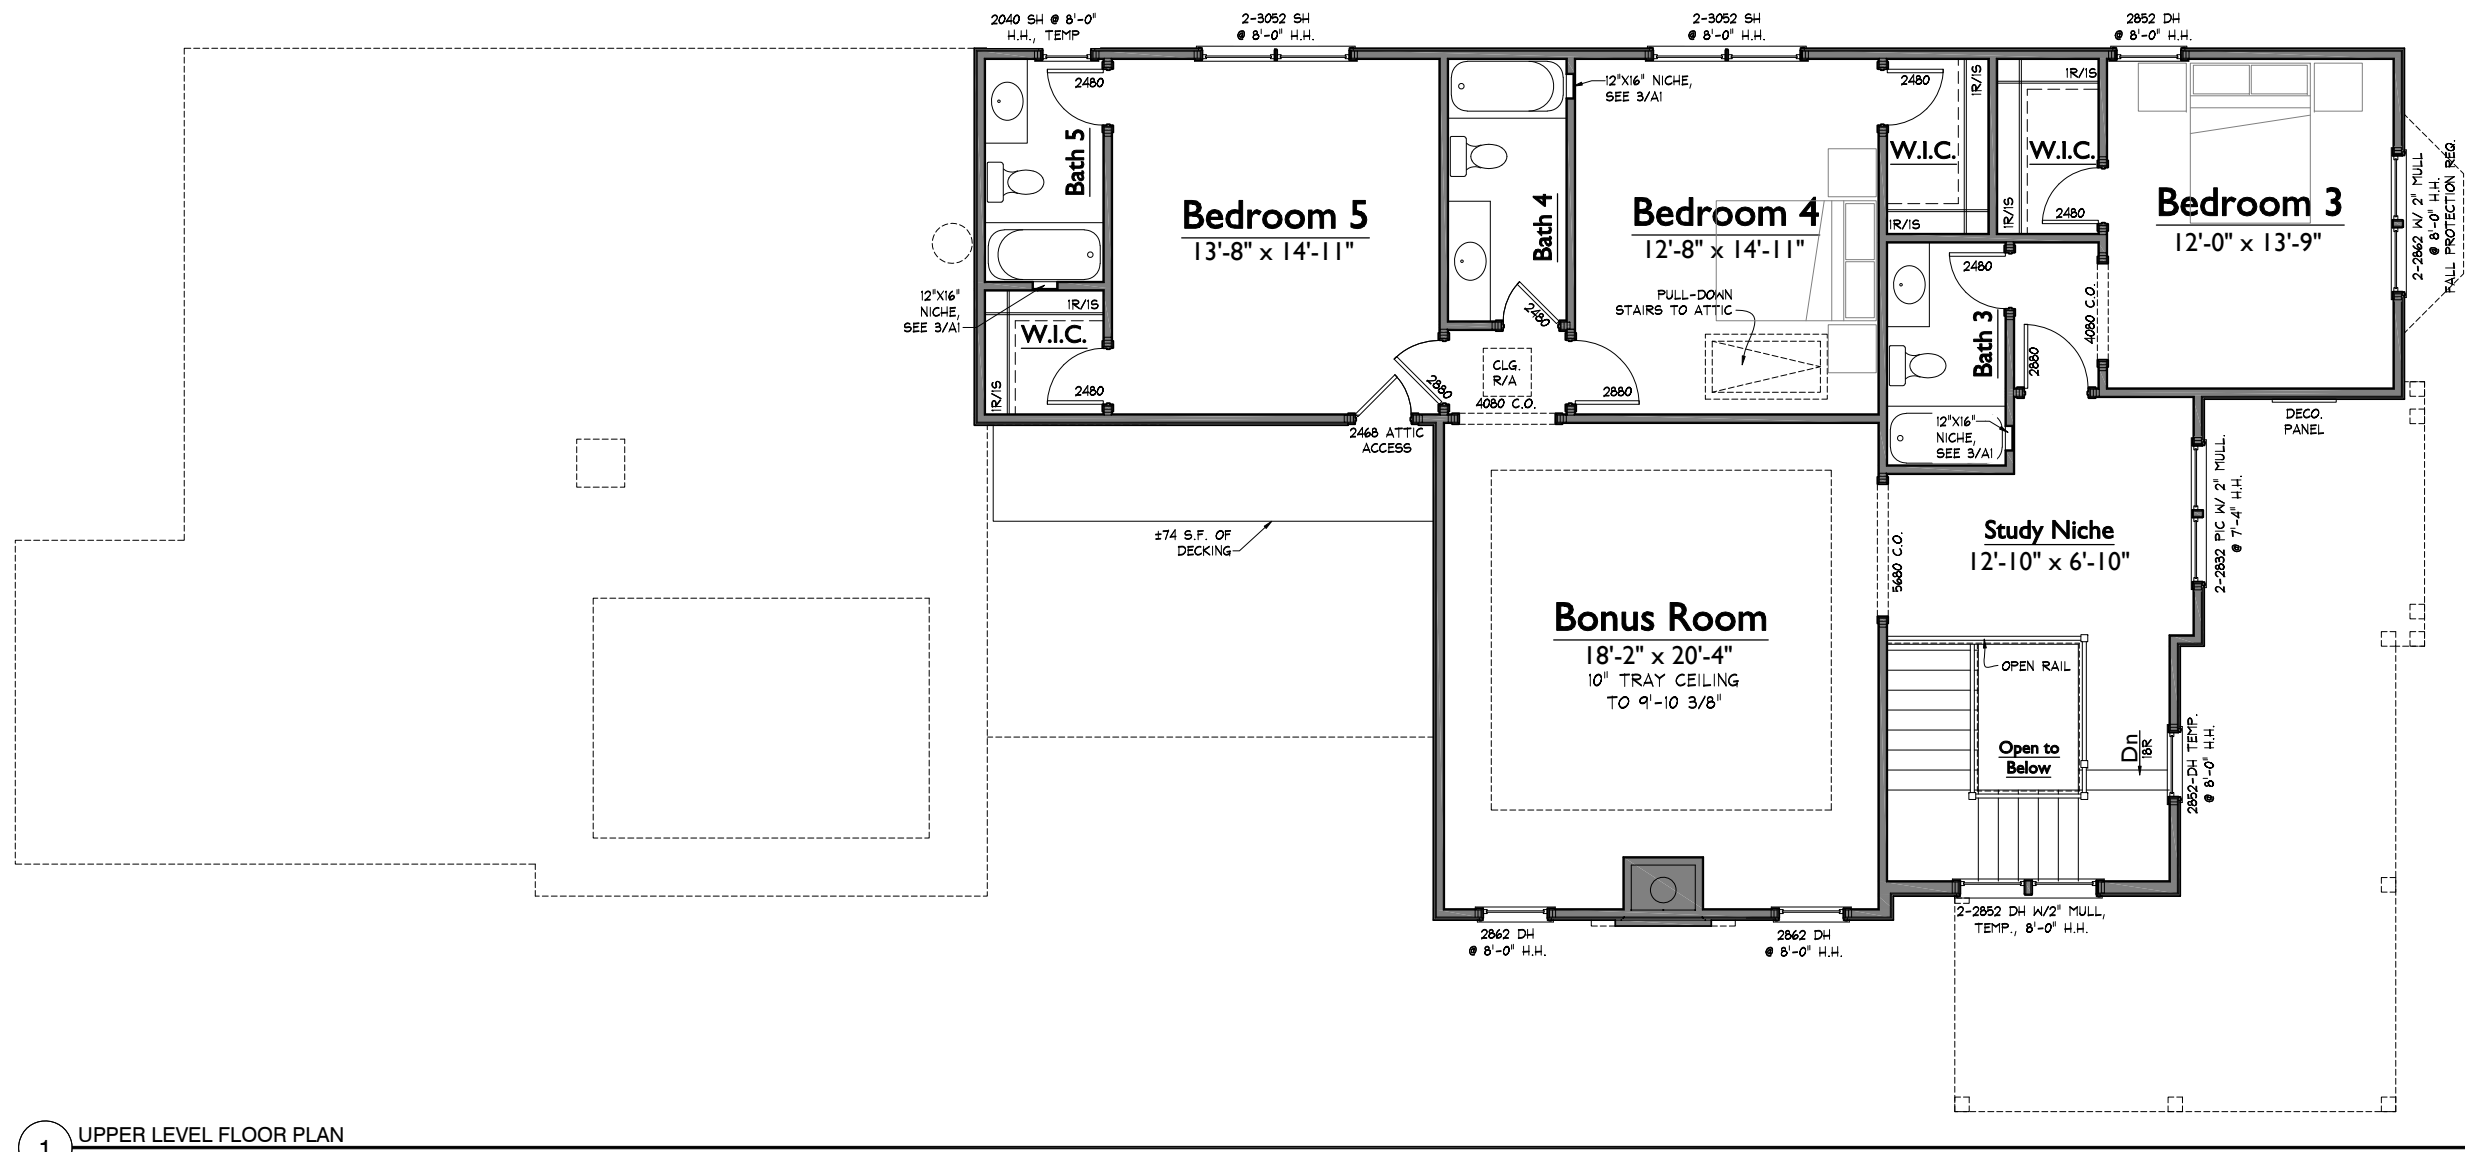 2040 SH @ 8'-0"
H.H., TEMP
2-3052 SH
@ 8'-0" H.H.
2-3052 SH
@ 8'-0" H.H.
2852 DH
@ 8'-0" H.H.
2480
Bath 5
Bedroom 5
13'-8" x 14'-11"
12"X16"
NICHE,
SEE 3/A1
1R/1S
W.I.C.
1R/1S
2480
12"X16" NICHE,
SEE 3/A1
Bath 4
2480
Bedroom 4
12'-8" x 14'-11"
PULL-DOWN
STAIRS TO ATTIC
2480
1R/1S
W.I.C.
1R/1S
1R/1S
W.I.C.
1R/1S
2480
Bedroom 3
12'-0" x 13'-9"
2-2862 W/ 2" MULL
@ 8'-0" H.H.
FALL PROTECTION REQ.
2480
Bath 3
4080 C.O.
2880
12"X16"
NICHE,
SEE 3/A1
2880
CLG.
R/A
2880
4080 C.O.
2468 ATTIC
ACCESS
DECO.
PANEL
±74 S.F. OF
DECKING
5680 C.O.
Study Niche
12'-10" x 6'-10"
2-2832 PIC W/ 2" MULL.
@ 7'-4" H.H.
Bonus Room
18'-2" x 20'-4"
10" TRAY CEILING
TO 9'-10 3/8"
OPEN RAIL
Open to
Below
Dn
18R
2852-DH TEMP.
@ 8'-0" H.H.
2862 DH
@ 8'-0" H.H.
2862 DH
@ 8'-0" H.H.
2-2852 DH W/2" MULL,
TEMP., 8'-0" H.H.
1
UPPER LEVEL FLOOR PLAN